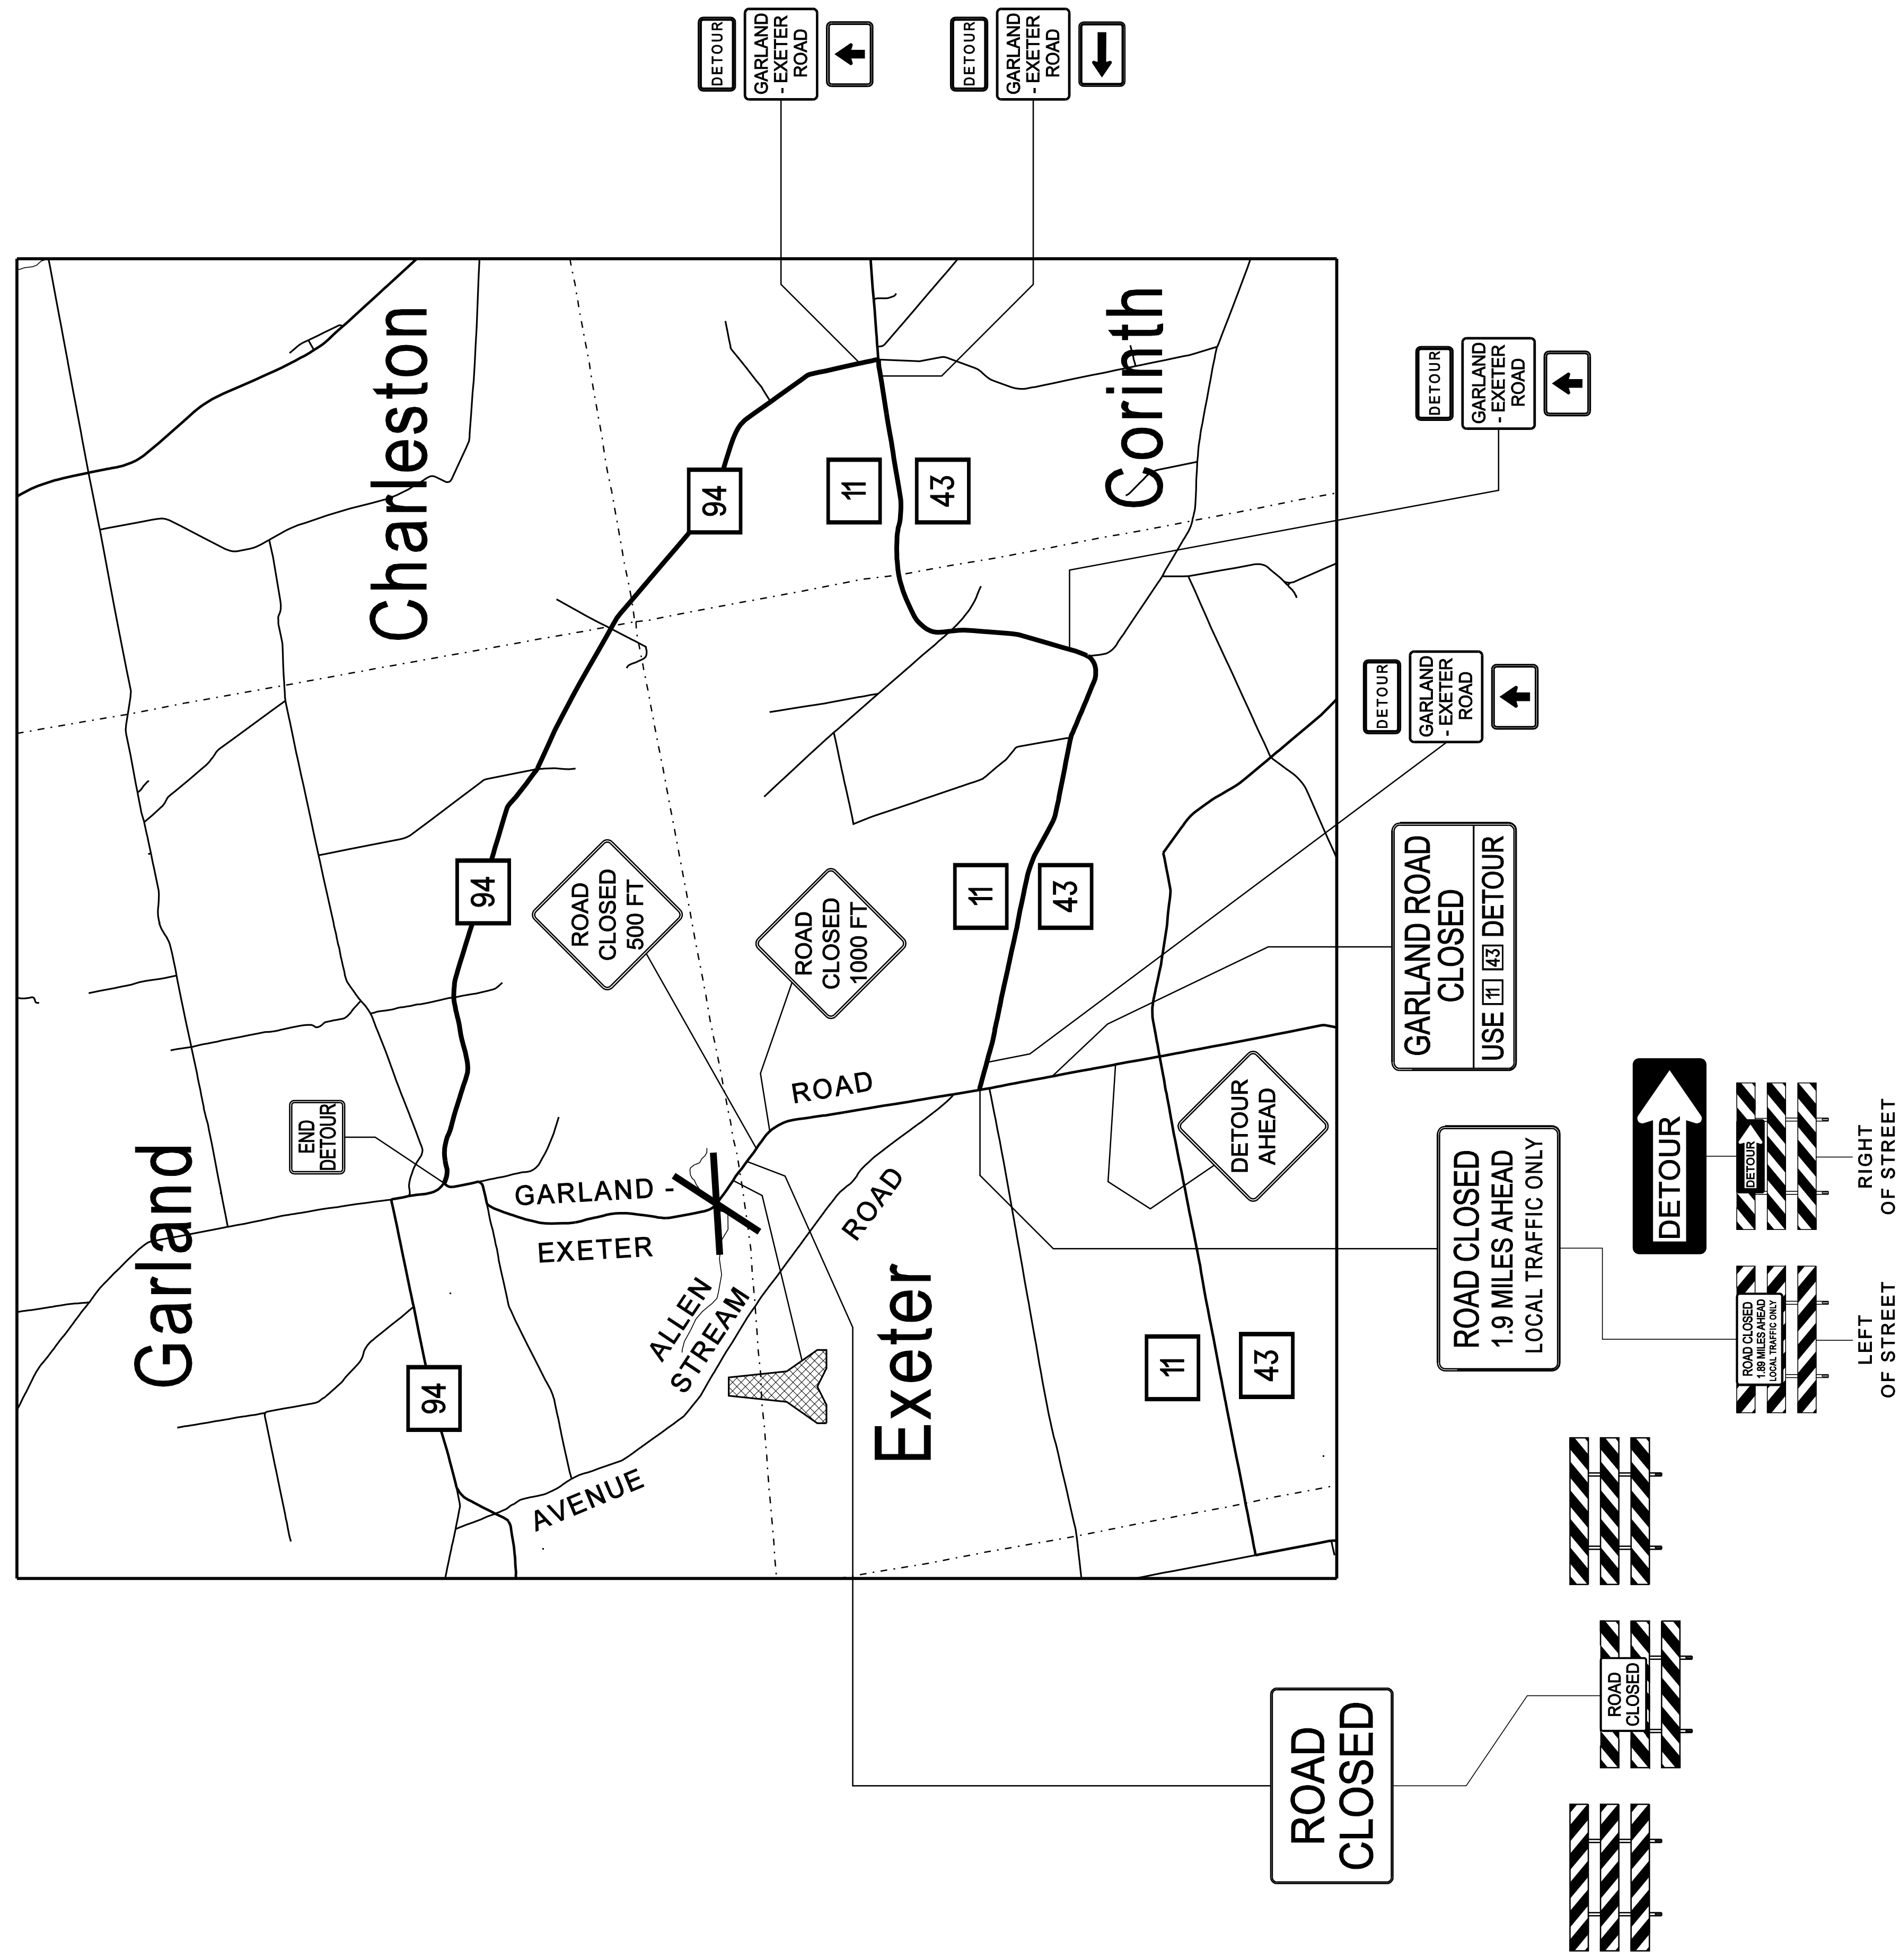 Garland
END
DETOUR
Charleston
94
94
94
GARLAND -
EXETER
ROAD
ROAD
CLOSED
500 FT
ROAD
CLOSED
1000 FT
ALLEN
STREAM
AVENUE
ROAD
Exeter
11
43
11
43
11
43
Corinth
DETOUR
AHEAD
DETOUR
GARLAND
- EXETER
ROAD
DETOUR
GARLAND
- EXETER
ROAD
DETOUR
GARLAND
- EXETER
ROAD
DETOUR
GARLAND
- EXETER
ROAD
GARLAND ROAD
CLOSED
USE 11 43 DETOUR
ROAD CLOSED
1.9 MILES AHEAD
LOCAL TRAFFIC ONLY
DETOUR
DETOUR
RIGHT
OF STREET
ROAD CLOSED
1.89 MILES AHEAD
LOCAL TRAFFIC ONLY
LEFT
OF STREET
ROAD
CLOSED
ROAD
CLOSED